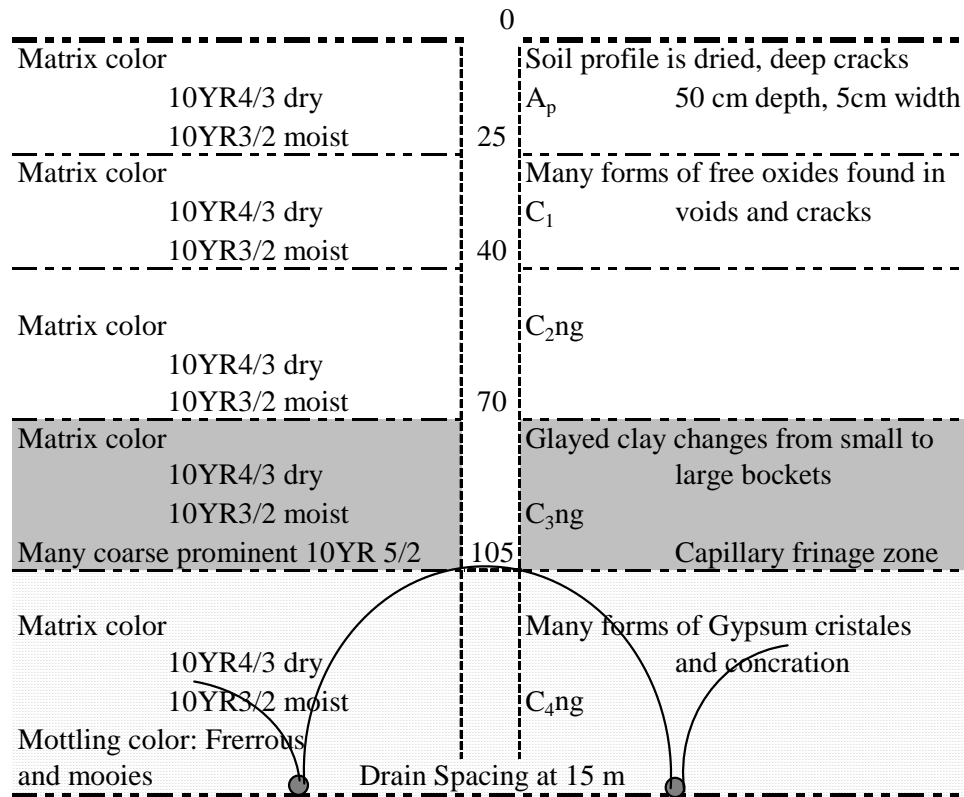 0
Matrix color Soil profile is dried, deep cracks
10YR4/3 dry A_p 50 cm depth, 5cm width
10YR3/2 moist 25
Matrix color Many forms of free oxides found in
10YR4/3 dry C_1 voids and cracks
10YR3/2 moist 40
Matrix color C_2ng
10YR4/3 dry
10YR3/2 moist 70
Matrix color Glayed clay changes from small to
10YR4/3 dry large bockets
10YR3/2 moist C_3ng
Many coarse prominent 10YR 5/2 105 Capillary frinage zone
Matrix color Many forms of Gypsum cristales
10YR4/3 dry and concration
10YR3/2 moist C_4ng
Mottling color: Frerrous
and mooies Drain Spacing at 15 m